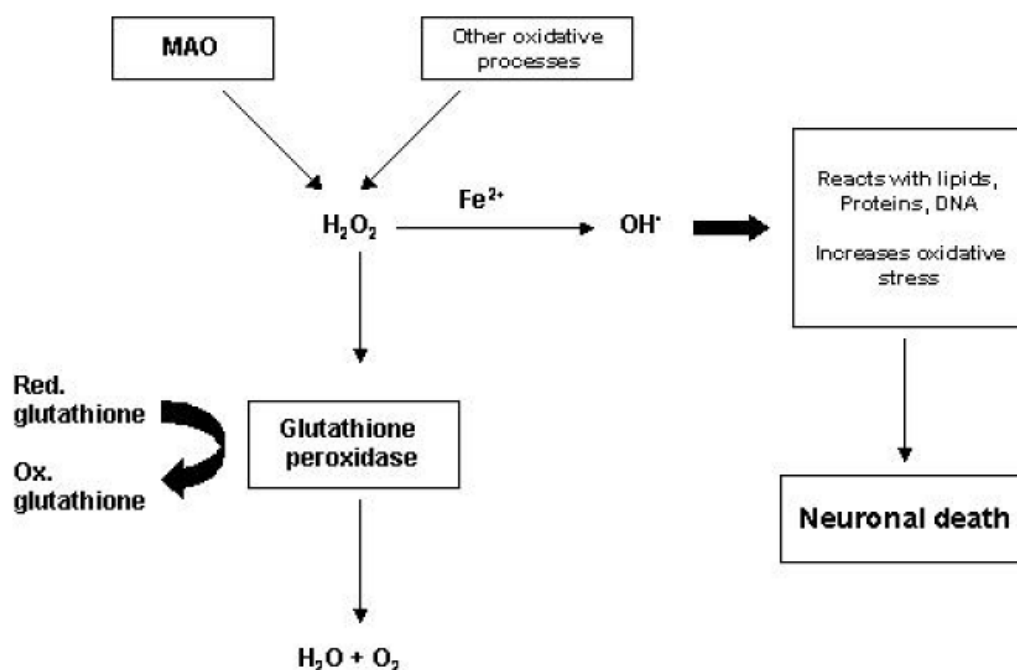 MAO
Other oxidative
processes
Fe²⁺
H₂O₂
OH•
Reacts with lipids,
Proteins, DNA
Increases oxidative
stress
Red.
glutathione
Ox.
glutathione
Glutathione
peroxidase
Neuronal death
H₂O + O₂